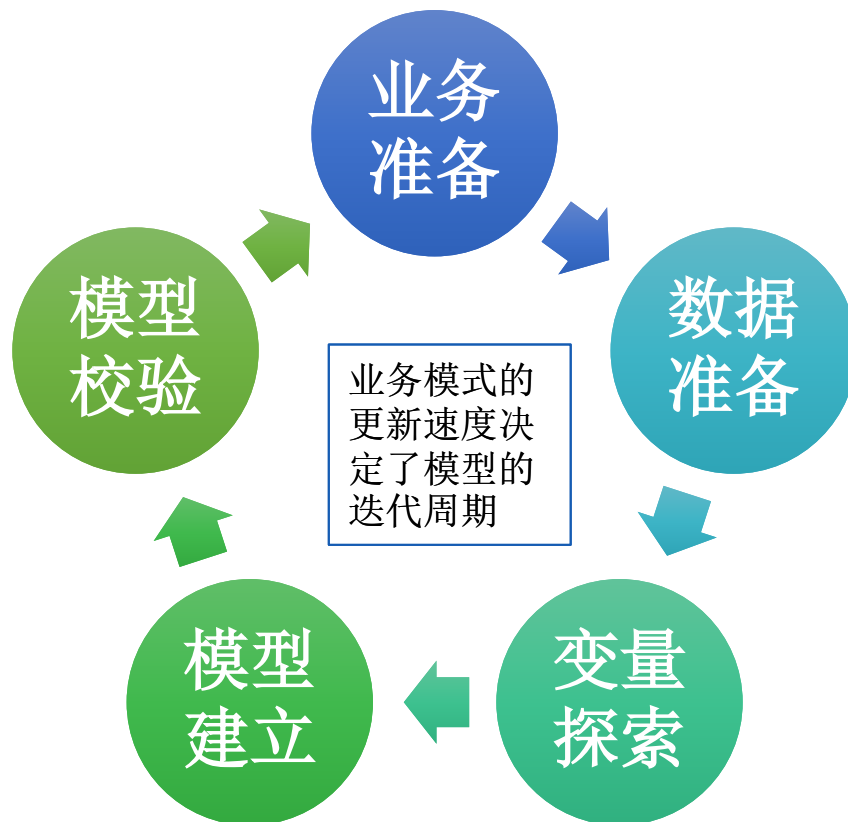 业务
准备
数据
准备
变量
探索
模型
建立
模型
校验
业务模式的
更新速度决
定了模型的
迭代周期